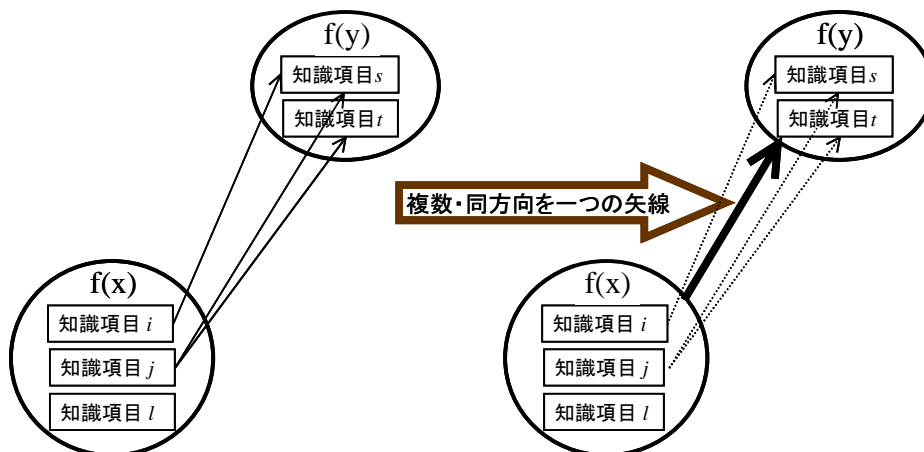 f(y)
知識項目s
知識項目t
f(x)
知識項目 i
知識項目 j
知識項目 l
複数・同方向を一つの矢線
f(y)
知識項目s
知識項目t
f(x)
知識項目 i
知識項目 j
知識項目 l